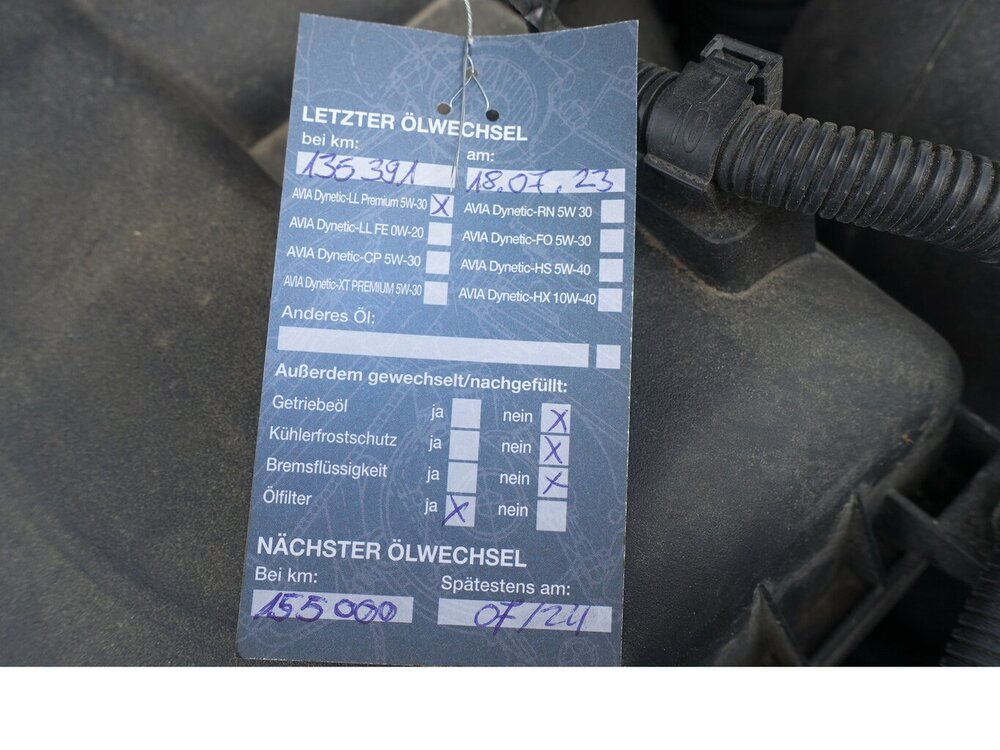 LETZTER ÖLWECHSEL
bei km: am:
135 391 18.07.23
AVIA Dynetic-LL Premium 5W-30 X AVIA Dynetic-RN 5W 30
AVIA Dynetic-LL FE 0W-20 AVIA Dynetic-FO 5W-30
AVIA Dynetic-CP 5W-30 AVIA Dynetic-HS 5W-40
AVIA Dynetic-XT PREMIUM 5W-30 AVIA Dynetic-HX 10W-40
Anderes Öl:
Außerdem gewechselt/nachgefüllt:
Getriebeöl ja nein X
Kühlerfrostschutz ja nein X
Bremsflüssigkeit ja nein X
Ölfilter ja X nein
NÄCHSTER ÖLWECHSEL
Bei km: Spätestens am:
155 000 07/24